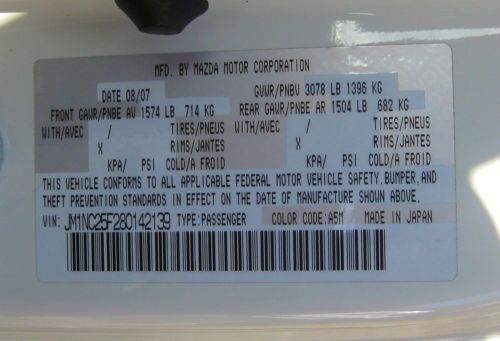 MFD. BY MAZDA MOTOR CORPORATION
DATE 08/07 GVWR/PNBV 3078 LB 1396 KG
FRONT GAWR/PNBE AV 1574 LB 714 KG REAR GAWR/PNBE AR 1504 LB 682 KG
WITH/AVEC / TIRES/PNEUS WITH/AVEC / TIRES/PNEUS
X RIMS/JANTES X RIMS/JANTES
KPA/ PSI COLD/A FROID KPA/ PSI COLD/A FROID
THIS VEHICLE CONFORMS TO ALL APPLICABLE FEDERAL MOTOR VEHICLE SAFETY,BUMPER,AND
THEFT PREVENTION STANDARDS IN EFFECT ON THE DATE OF MANUFACTURE SHOWN ABOVE.
VIN: JM1NC25F280142139 TYPE:PASSENGER COLOR CODE:A5M MADE IN JAPAN